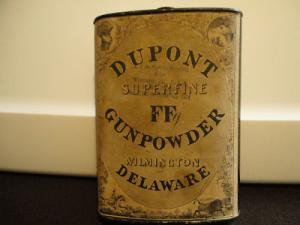 DUPONT
SUPERFINE
FFg
GUNPOWDER
WILMINGTON
DELAWARE